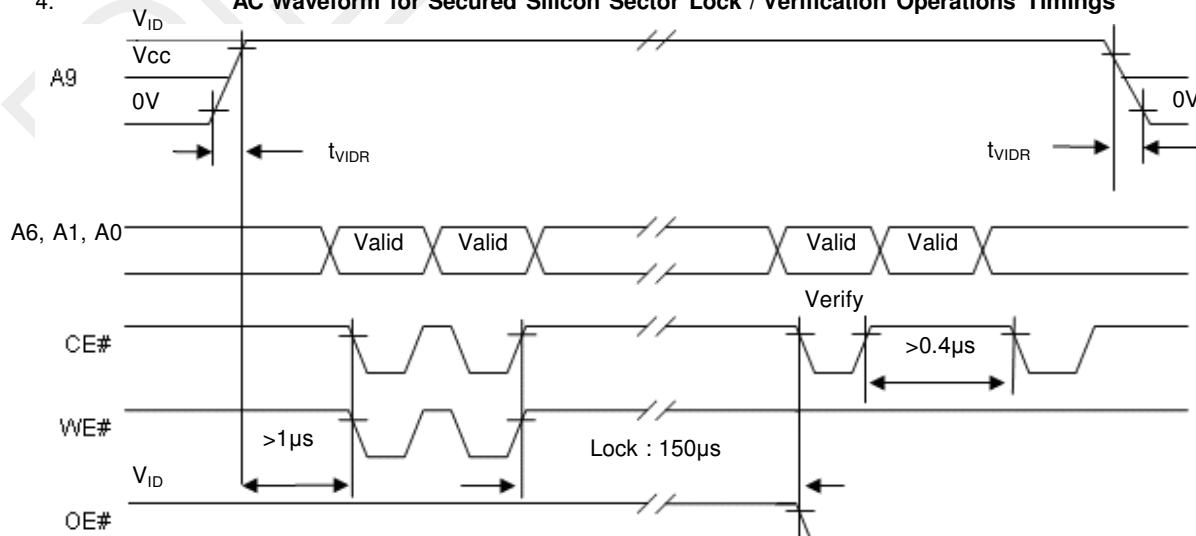 4. AC Waveform for Secured Silicon Sector Lock / Verification Operations Timings
VID
Vcc
A9
0V
0V
tVIDR
tVIDR
A6, A1, A0
Valid
Valid
Valid
Valid
Verify
CE#
>0.4µs
WE#
>1µs
Lock : 150µs
VID
OE#